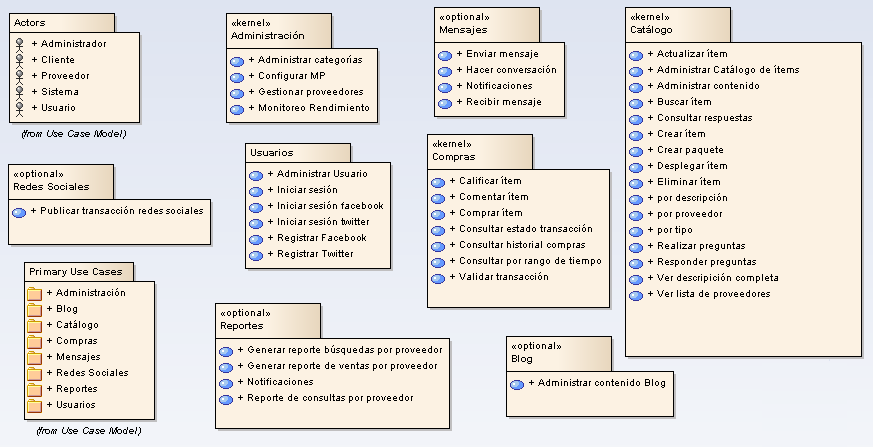 Actors
+ Administrador
+ Cliente
+ Proveedor
+ Sistema
+ Usuario
(from Use Case Model)
«kernel»
Administración
+ Administrar categorías
+ Configurar MP
+ Gestionar proveedores
+ Monitoreo Rendimiento
«optional»
Mensajes
+ Enviar mensaje
+ Hacer conversación
+ Notificaciones
+ Recibir mensaje
«kernel»
Catálogo
+ Actualizar ítem
+ Administrar Catálogo de ítems
+ Administrar contenido
+ Buscar ítem
+ Consultar respuestas
+ Crear ítem
+ Crear paquete
+ Desplegar ítem
+ Eliminar ítem
+ por descripción
+ por proveedor
+ por tipo
+ Realizar preguntas
+ Responder preguntas
+ Ver descripición completa
+ Ver lista de proveedores
«optional»
Redes Sociales
+ Publicar transacción redes sociales
Usuarios
+ Administrar Usuario
+ Iniciar sesión
+ Iniciar sesión facebook
+ Iniciar sesión twitter
+ Registrar Facebook
+ Registrar Twitter
«kernel»
Compras
+ Calificar ítem
+ Comentar ítem
+ Comprar ítem
+ Consultar estado transacción
+ Consultar historial compras
+ Consultar por rango de tiempo
+ Validar transacción
Primary Use Cases
+ Administración
+ Blog
+ Catálogo
+ Compras
+ Mensajes
+ Redes Sociales
+ Reportes
+ Usuarios
(from Use Case Model)
«optional»
Reportes
+ Generar reporte búsquedas por proveedor
+ Generar reporte de ventas por proveedor
+ Notificaciones
+ Reporte de consultas por proveedor
«optional»
Blog
+ Administrar contenido Blog